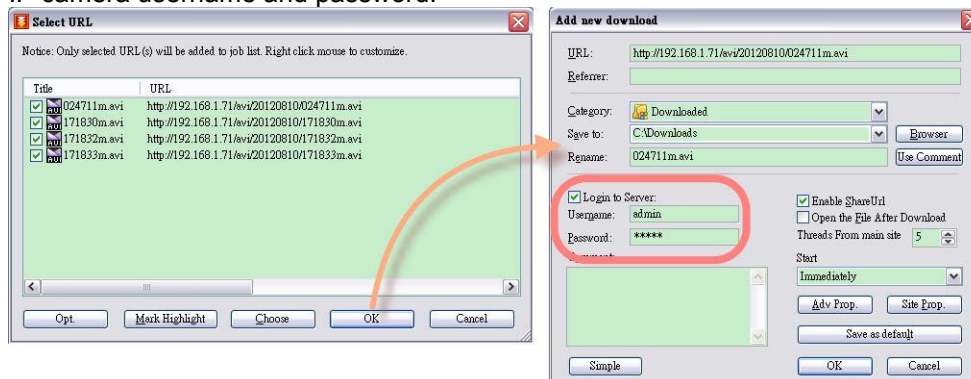 camera username and password.
Select URL
Notice: Only selected URL(s) will be added to job list. Right click mouse to customize.
Title URL
024711m.avi http://192.168.1.71/avi/20120810/024711m.avi
171830m.avi http://192.168.1.71/avi/20120810/171830m.avi
171832m.avi http://192.168.1.71/avi/20120810/171832m.avi
171833m.avi http://192.168.1.71/avi/20120810/171833m.avi
Opt. Mark Highlight Choose OK Cancel
Add new download
URL: http://192.168.1.71/avi/20120810/024711m.avi
Referrer:
Category: Downloaded
Save to: C:\Downloads Browser
Rename: 024711m.avi Use Comment
Login to Server:
Username: admin
Password: *****
Enable ShareUrl
Open the File After Download
Threads From main site 5
Start
Immediately
Adv Prop. Site Prop.
Save as default
Simple OK Cancel